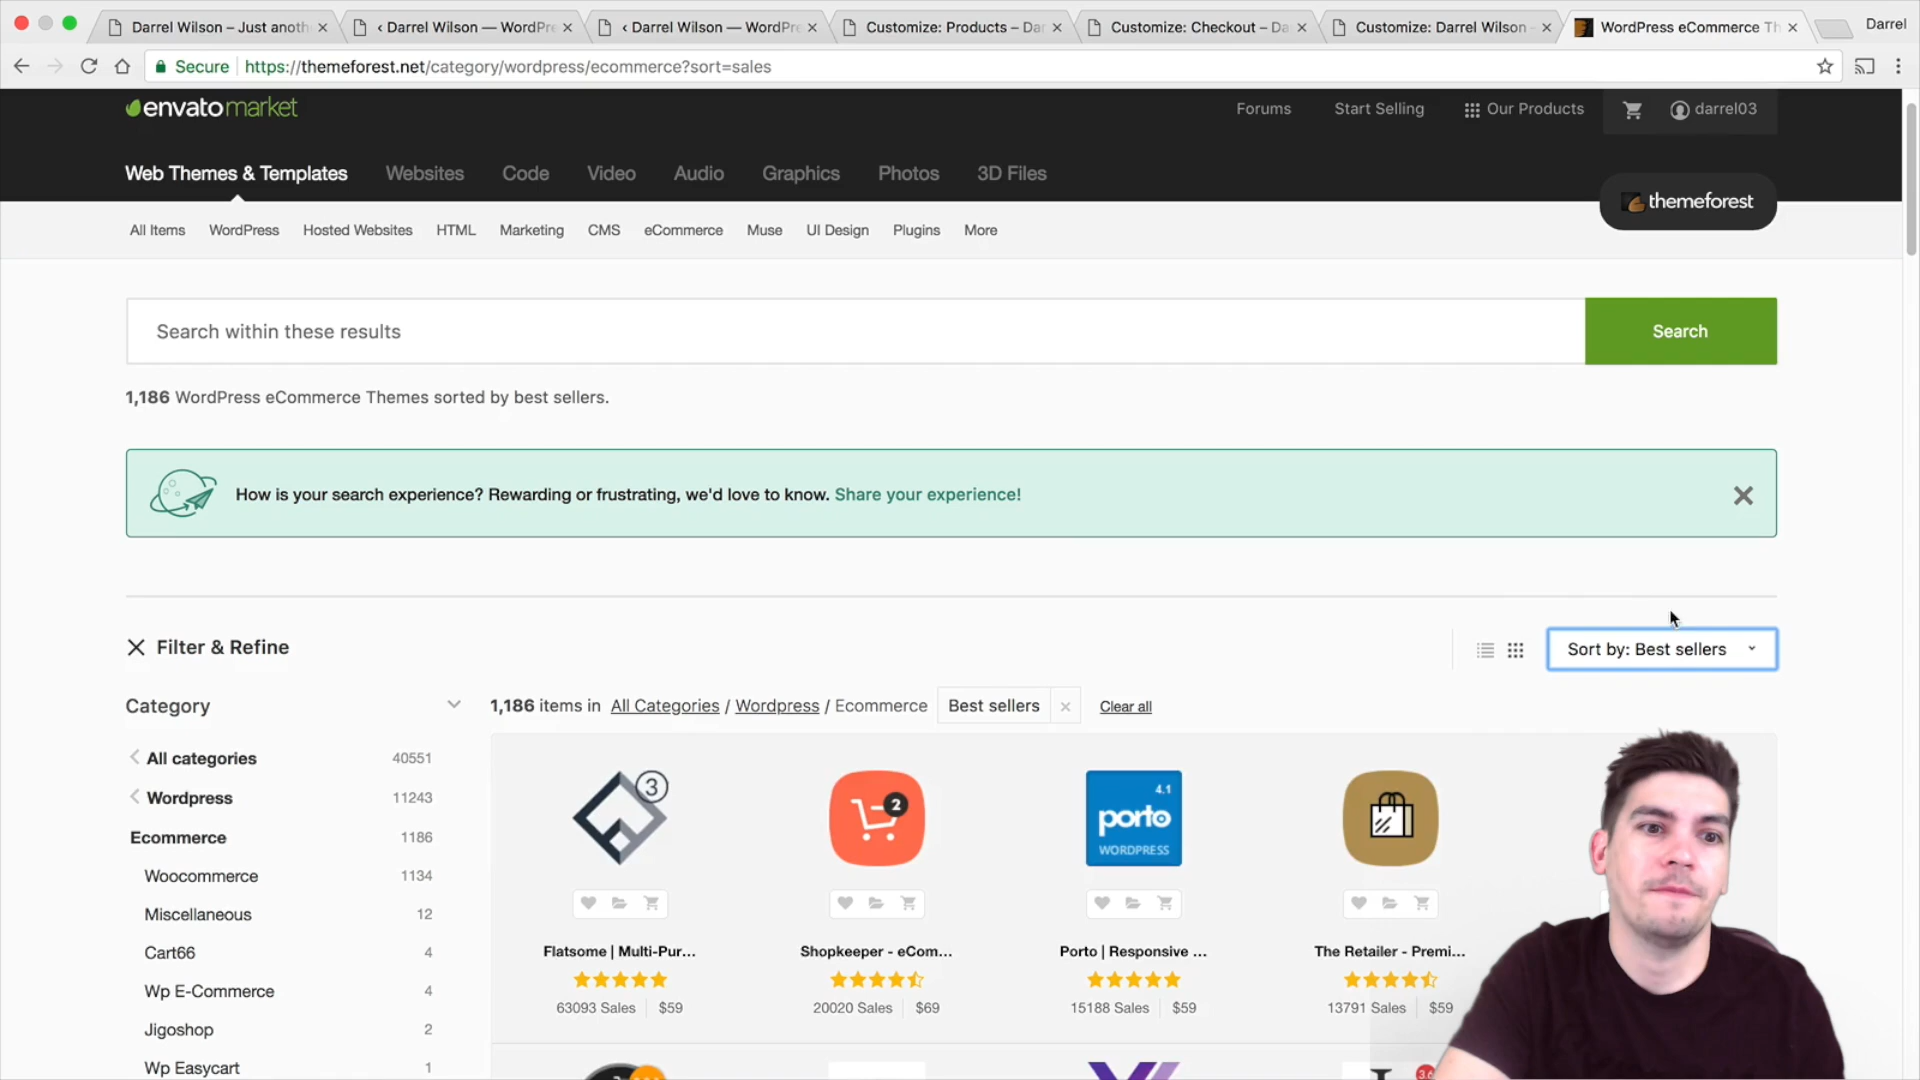 Darrel Wilson – Just anoth
‹ Darrel Wilson — WordPre
‹ Darrel Wilson — WordPr
Customize: Products – Da
Customize: Checkout – Da
Customize: Darrel Wilson
WordPress eCommerce Th
Darrel
Secure
https://themeforest.net/category/wordpress/ecommerce?sort=sales
envatomarket
Forums
Start Selling
Our Products
darrel03
Web Themes & Templates
Websites
Code
Video
Audio
Graphics
Photos
3D Files
themeforest
All Items
WordPress
Hosted Websites
HTML
Marketing
CMS
eCommerce
Muse
UI Design
Plugins
More
Search within these results
Search
1,186 WordPress eCommerce Themes sorted by best sellers.
How is your search experience? Rewarding or frustrating, we'd love to know. Share your experience!
Filter & Refine
Sort by: Best sellers
Category
1,186 items in All Categories / Wordpress / Ecommerce
Best sellers
Clear all
All categories 40551
Wordpress 11243
Ecommerce 1186
Woocommerce 1134
Miscellaneous 12
Cart66 4
Wp E-Commerce 4
Jigoshop 2
Wp Easycart 1
3
2
4.1
porto
WORDPRESS
Flatsome | Multi-Pur...
63093 Sales $59
Shopkeeper - eCom...
20020 Sales $69
Porto | Responsive ...
15188 Sales $59
The Retailer - Premi...
13791 Sales $59